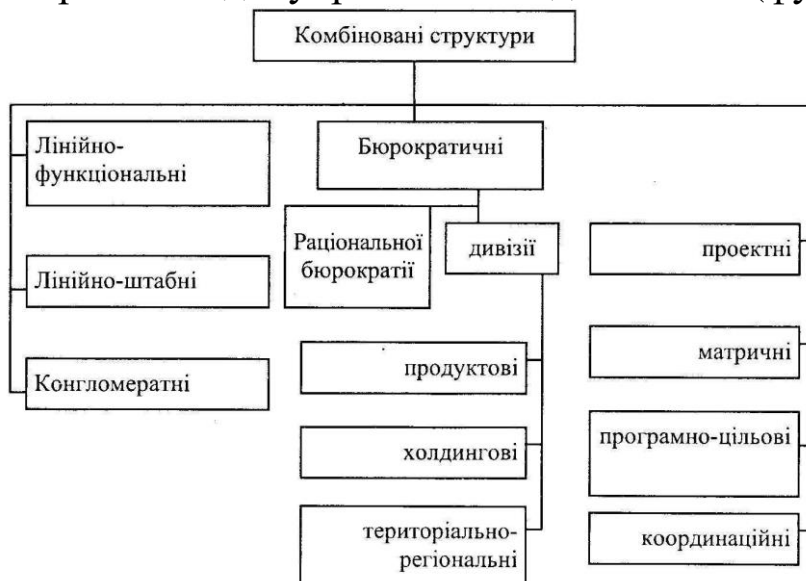 Комбіновані структури
Лінійно-
функціональні
Лінійно-штабні
Конгломератні
Бюрократичні
Раціональної
бюрократії
дивізії
продуктові
холдингові
територіально-
регіональні
проектні
матричні
програмно-цільові
координаційні